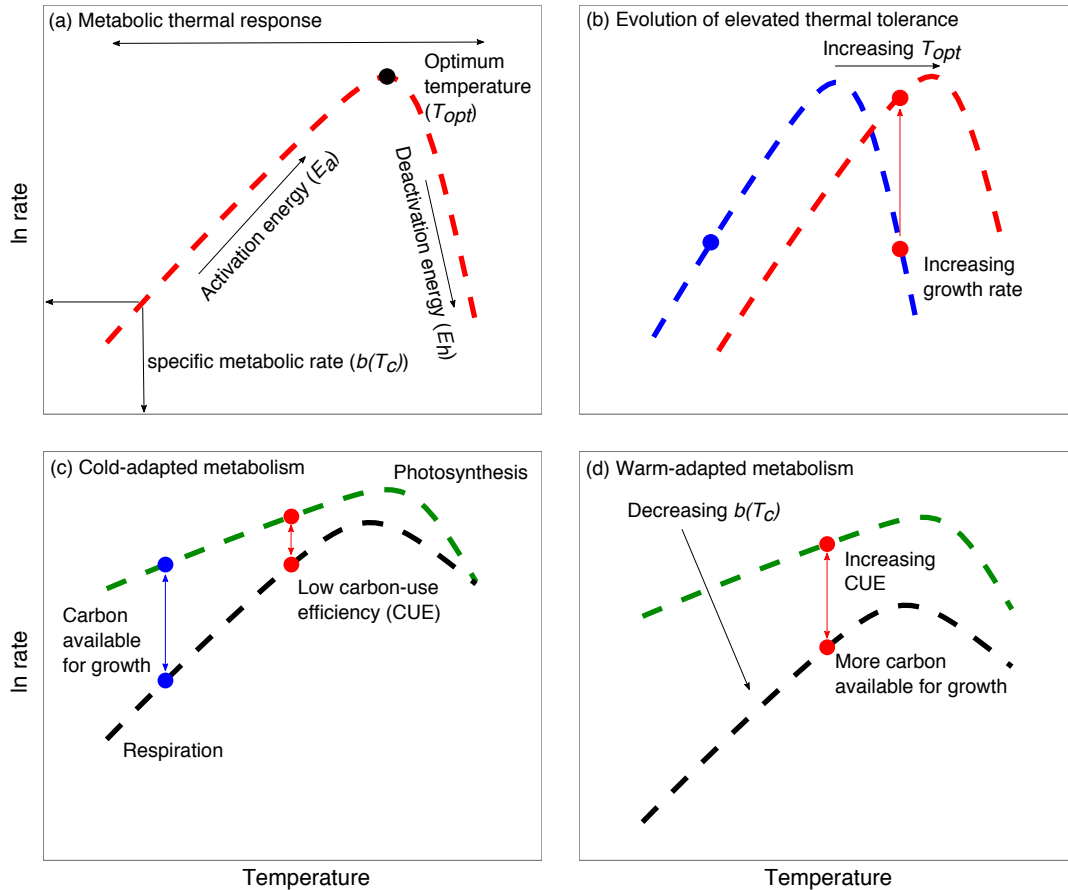 (a) Metabolic thermal response
Optimum
temperature
(Topt)
Activation energy (Ea)
Deactivation energy (Eh)
specific metabolic rate (b(Tc))
ln rate
(b) Evolution of elevated thermal tolerance
Increasing Topt
Increasing
growth rate
(c) Cold-adapted metabolism
Photosynthesis
Low carbon-use
efficiency (CUE)
Carbon
available
for growth
Respiration
ln rate
Temperature
(d) Warm-adapted metabolism
Decreasing b(Tc)
Increasing
CUE
More carbon
available for growth
Temperature